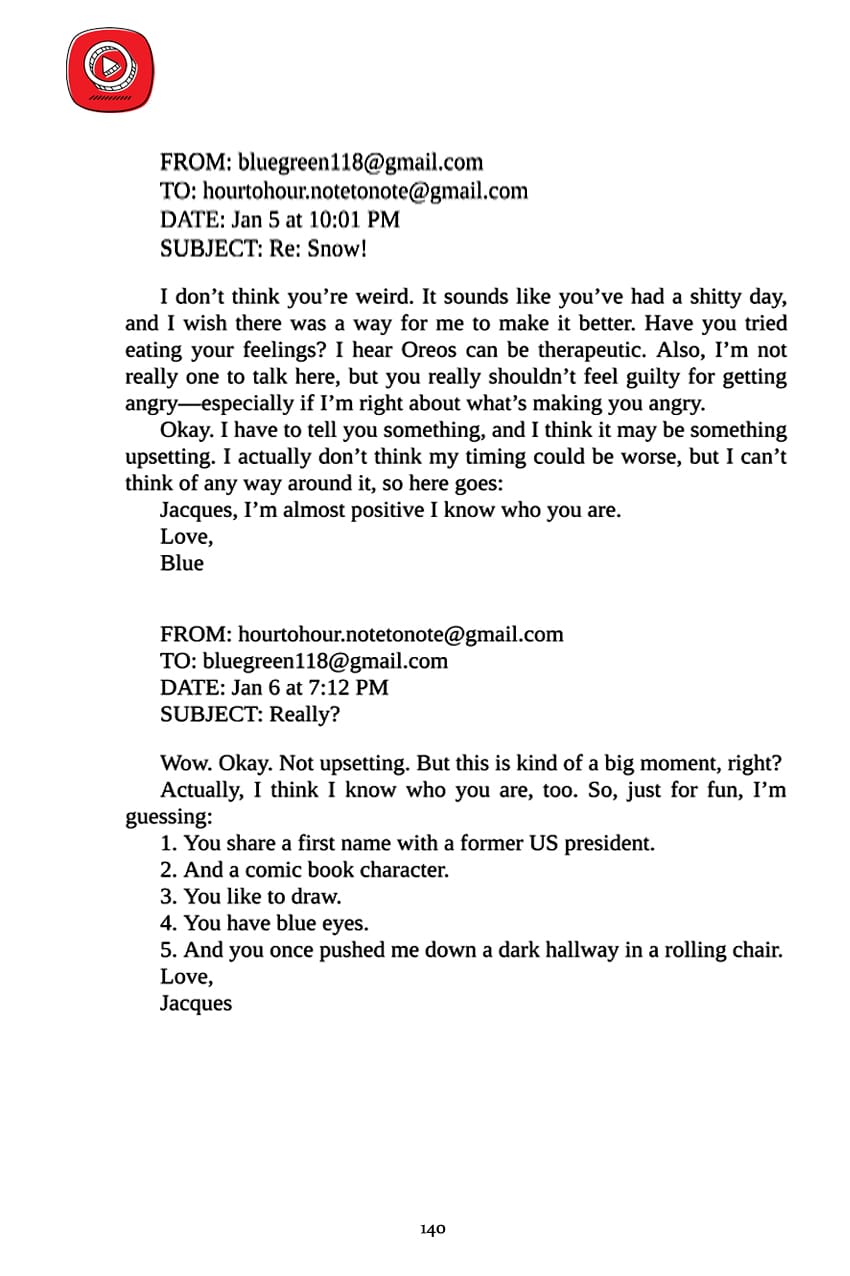 FROM: bluegreen118@gmail.com
TO: hourtohour.notetonote@gmail.com
DATE: Jan 5 at 10:01 PM
SUBJECT: Re: Snow!
I don’t think you’re weird. It sounds like you’ve had a shitty day,
and I wish there was a way for me to make it better. Have you tried
eating your feelings? I hear Oreos can be therapeutic. Also, I’m not
really one to talk here, but you really shouldn’t feel guilty for getting
angry—especially if I’m right about what’s making you angry.
Okay. I have to tell you something, and I think it may be something
upsetting. I actually don’t think my timing could be worse, but I can’t
think of any way around it, so here goes:
Jacques, I’m almost positive I know who you are.
Love,
Blue
FROM: hourtohour.notetonote@gmail.com
TO: bluegreen118@gmail.com
DATE: Jan 6 at 7:12 PM
SUBJECT: Really?
Wow. Okay. Not upsetting. But this is kind of a big moment, right?
Actually, I think I know who you are, too. So, just for fun, I’m
guessing:
1. You share a first name with a former US president.
2. And a comic book character.
3. You like to draw.
4. You have blue eyes.
5. And you once pushed me down a dark hallway in a rolling chair.
Love,
Jacques
140